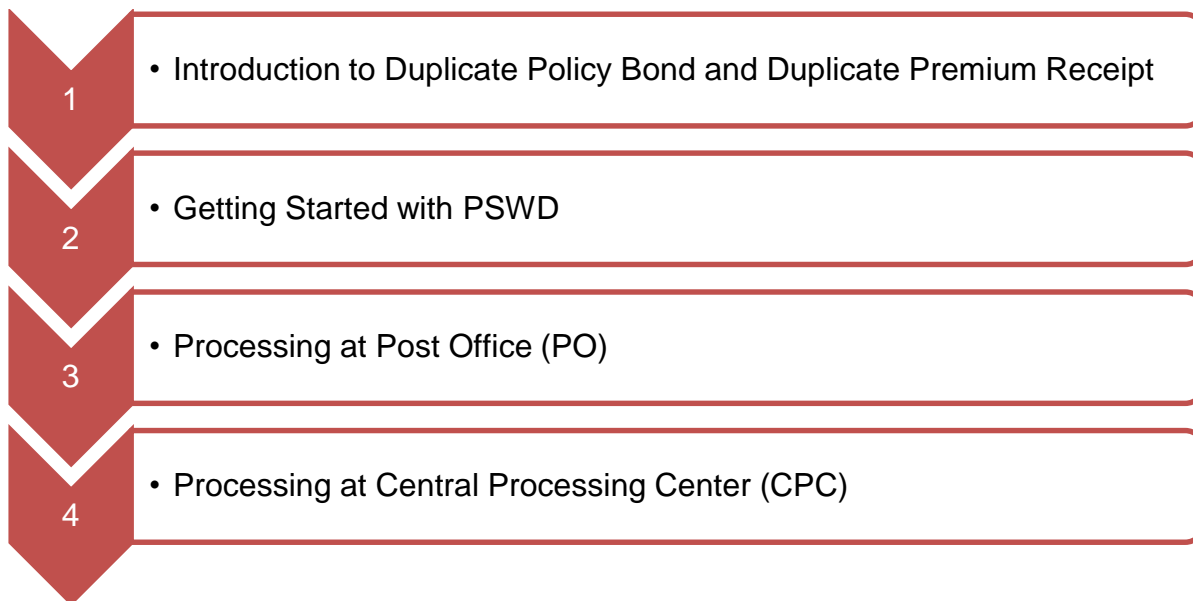 1
• Introduction to Duplicate Policy Bond and Duplicate Premium Receipt
2
• Getting Started with PSWD
3
• Processing at Post Office (PO)
4
• Processing at Central Processing Center (CPC)